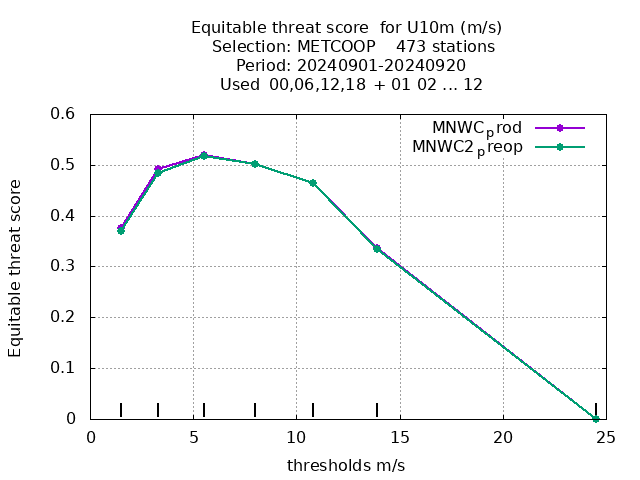 Equitable threat score for U10m (m/s)
Selection: METCOOP 473 stations
Period: 20240901-20240920
Used 00,06,12,18 + 01 02 ... 12
MNWCprod
MNWC2preop
Equitable threat score
0.6
0.5
0.4
0.3
0.2
0.1
0
0 5 10 15 20 25
thresholds m/s